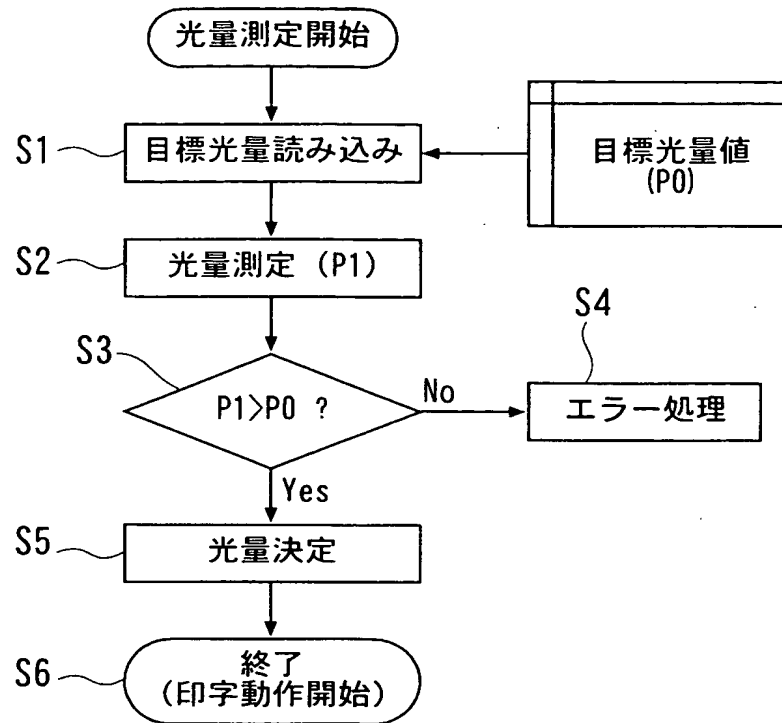 光量測定開始
S1
目標光量読み込み
目標光量値
(P0)
S2
光量測定 (P1)
S3
P1>P0 ?
No
S4
エラー処理
Yes
S5
光量決定
S6
終了
(印字動作開始)